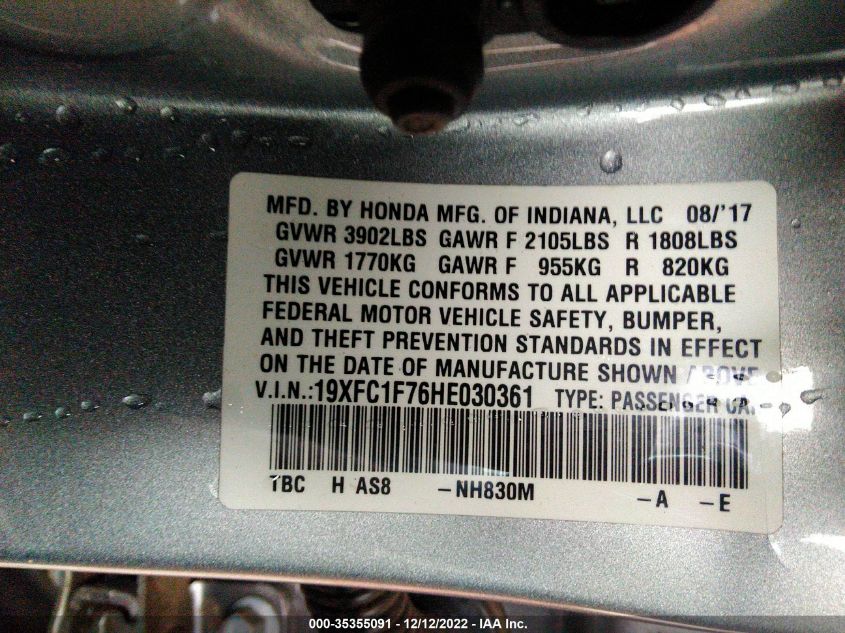 MFD. BY HONDA MFG. OF INDIANA, LLC 08/'17
GVWR 3902LBS GAWR F 2105LBS R 1808LBS
GVWR 1770KG GAWR F 955KG R 820KG
THIS VEHICLE CONFORMS TO ALL APPLICABLE
FEDERAL MOTOR VEHICLE SAFETY, BUMPER,
AND THEFT PREVENTION STANDARDS IN EFFECT
ON THE DATE OF MANUFACTURE SHOWN ABOVE
V.I.N.:19XFC1F76HE030361 TYPE: PASSENGER CAR
TBC H AS8 -NH830M -A -E
000-35355091 - 12/12/2022 - IAA Inc.